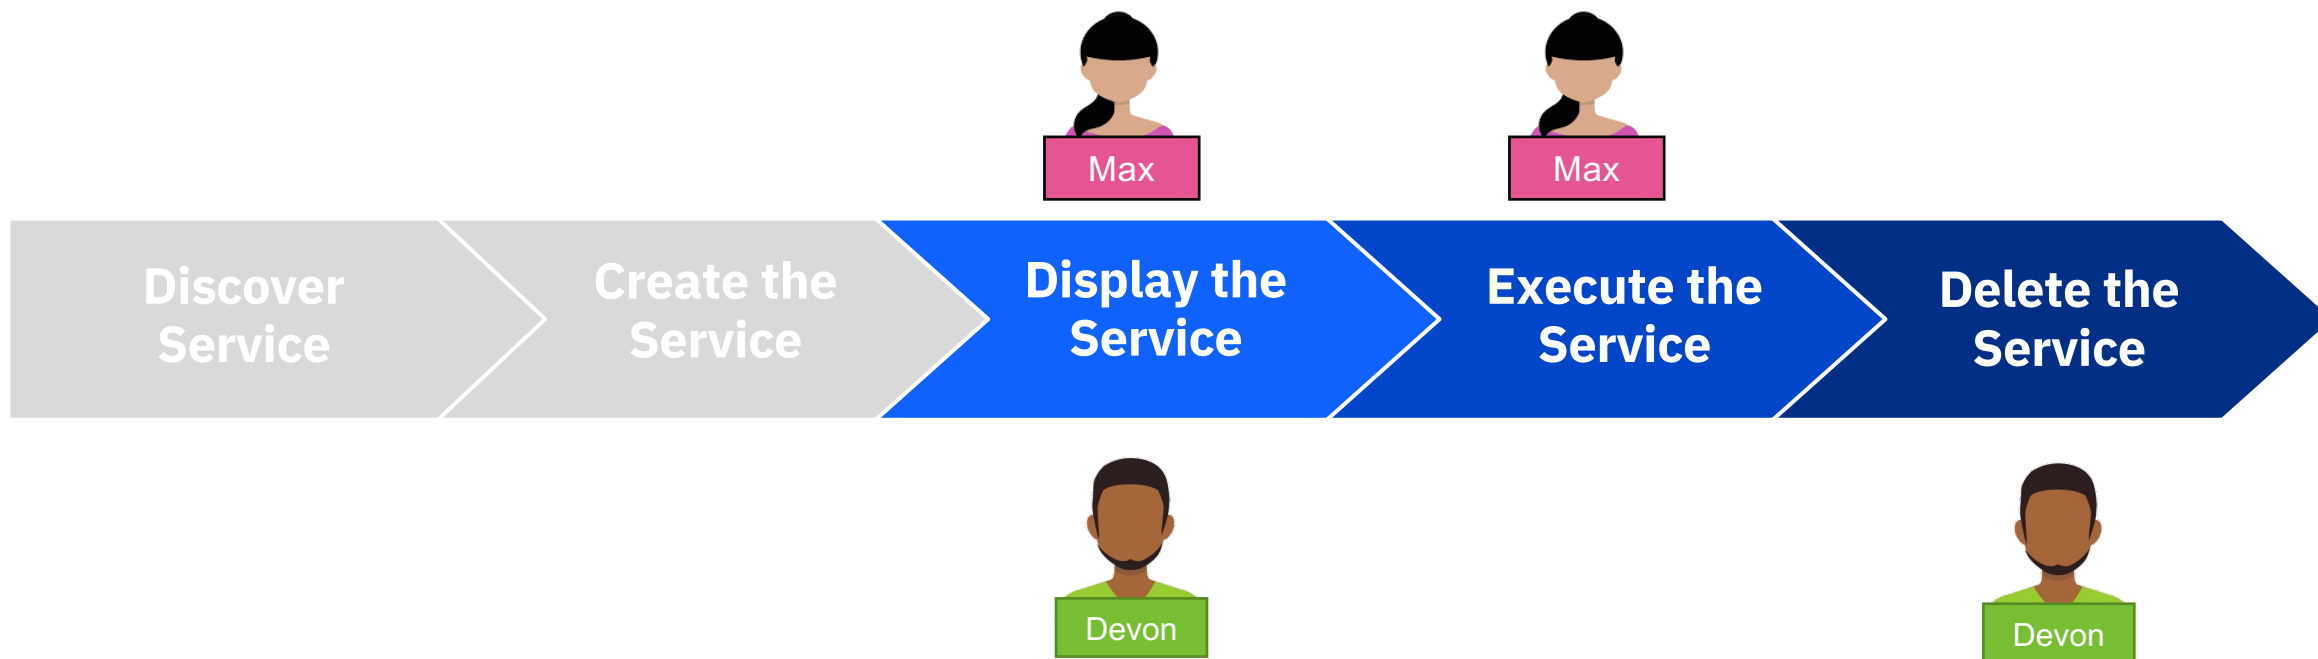 Max
Max
Discover
Service
Create the
Service
Display the
Service
Execute the
Service
Delete the
Service
Devon
Devon